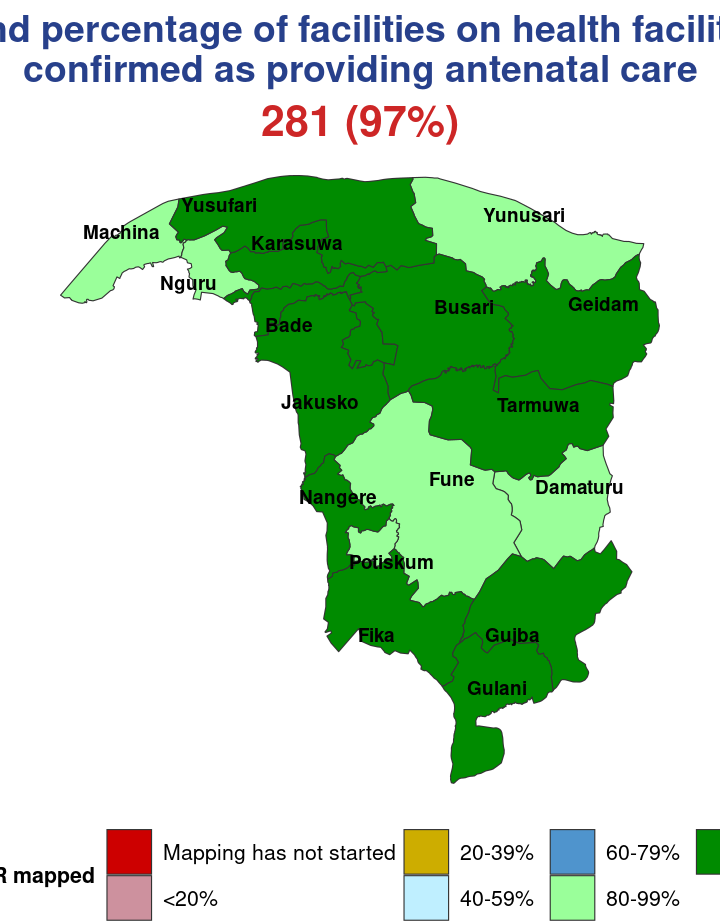 nd percentage of facilities on health facilit
confirmed as providing antenatal care
281 (97%)
Yusufari
Yunusari
Machina
Karasuwa
Nguru
Geidam
Busari
Bade
Jakusko
Tarmuwa
Fune
Damaturu
Nangere
Potiskum
Fika
Gujba
Gulani
R mapped
Mapping has not started
20-39%
60-79%
<20%
40-59%
80-99%